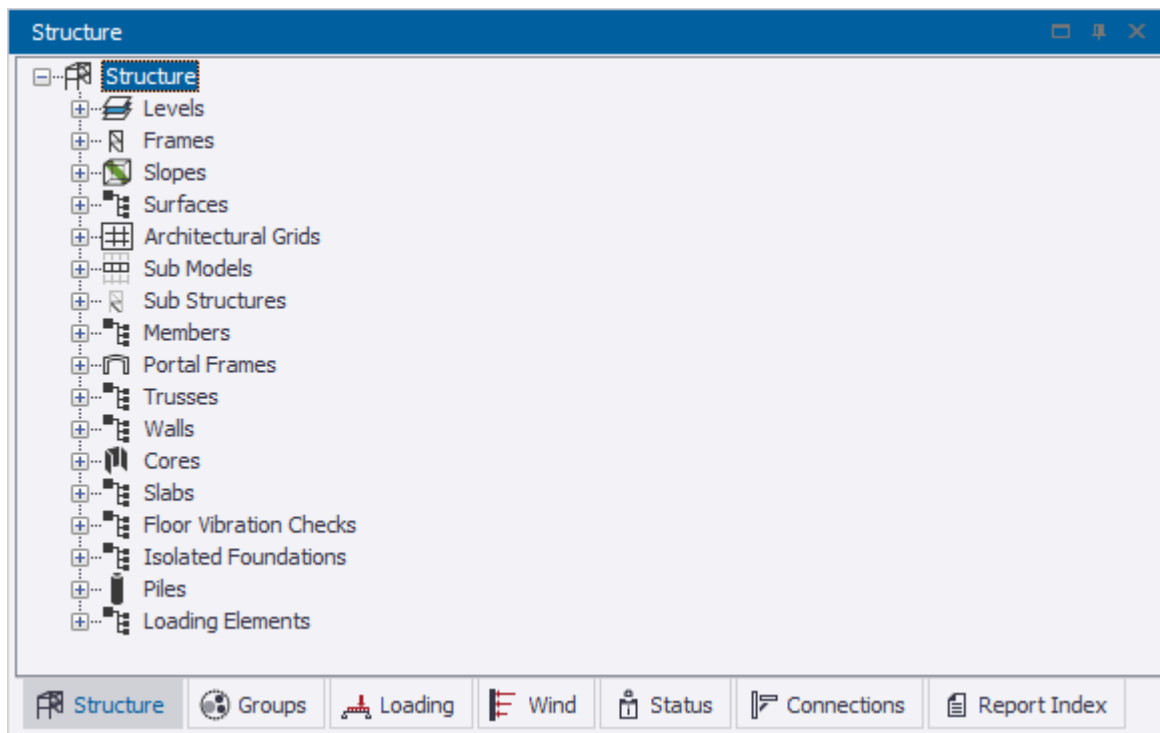 Structure
Structure
Levels
Frames
Slopes
Surfaces
Architectural Grids
Sub Models
Sub Structures
Members
Portal Frames
Trusses
Walls
Cores
Slabs
Floor Vibration Checks
Isolated Foundations
Piles
Loading Elements
Structure Groups Loading Wind Status Connections Report Index